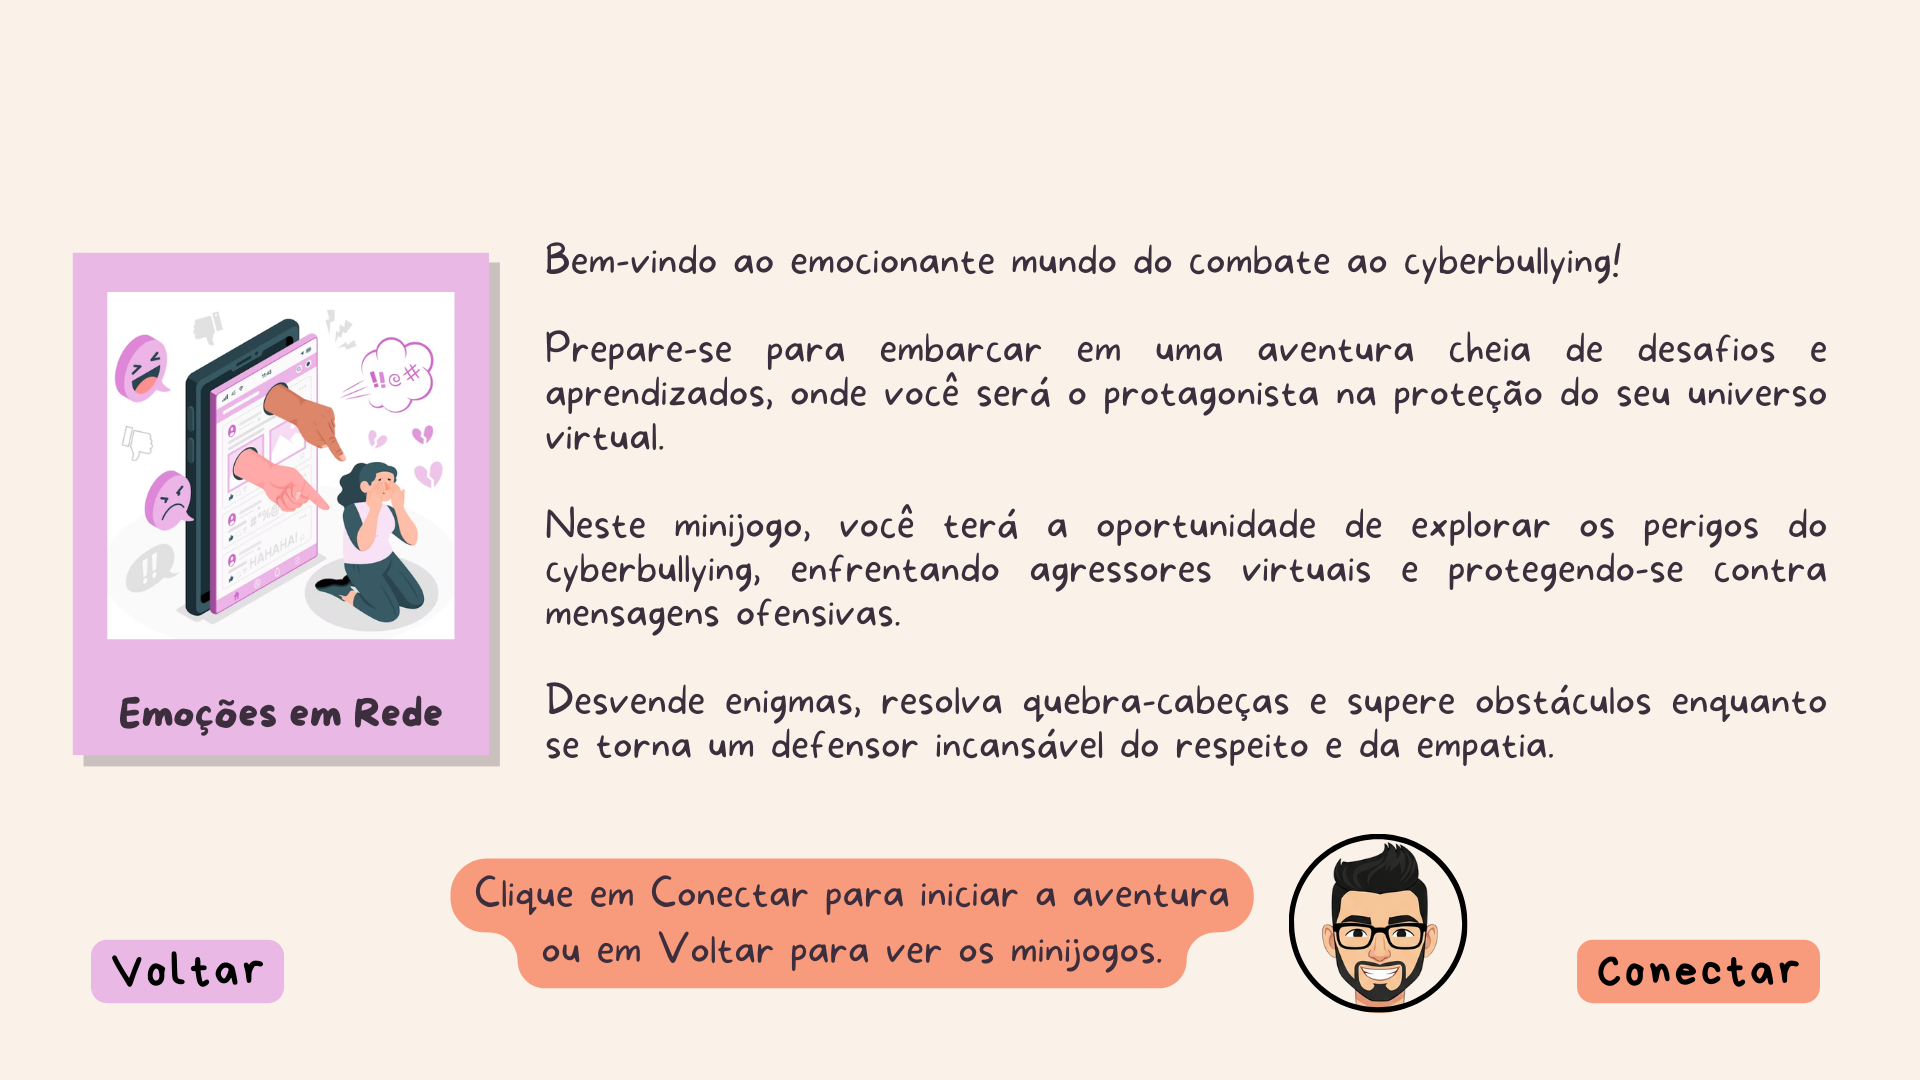 Bem-vindo ao emocionante mundo do combate ao cyberbullying!
Prepare-se para embarcar em uma aventura cheia de desafios e
aprendizados, onde você será o protagonista na proteção do seu universo
virtual.
Neste minijogo, você terá a oportunidade de explorar os perigos do
cyberbullying, enfrentando agressores virtuais e protegendo-se contra
mensagens ofensivas.
Desvende enigmas, resolva quebra-cabeças e supere obstáculos enquanto
se torna um defensor incansável do respeito e da empatia.
!!@#
HAHAHA!
Emoções em Rede
Clique em Conectar para iniciar a aventura
ou em Voltar para ver os minijogos.
Voltar
Conectar